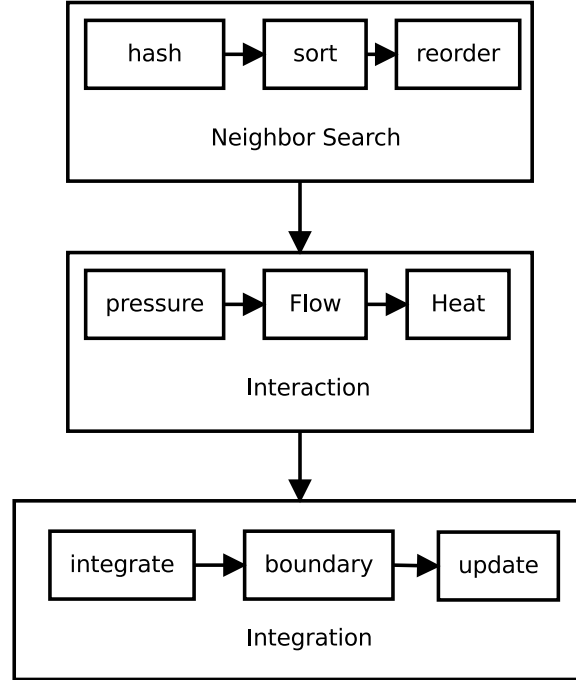 hash sort reorder
Neighbor Search
pressure Flow Heat
Interaction
integrate boundary update
Integration